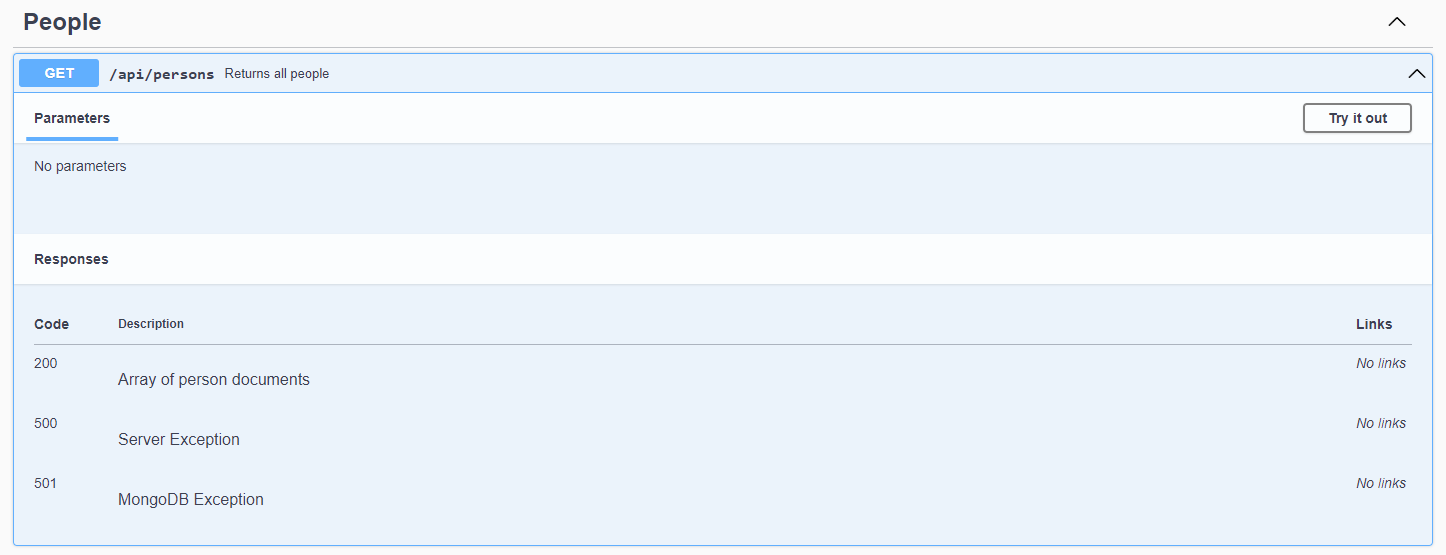 People
GET /api/persons Returns all people
Parameters Try it out
No parameters
Responses
Code Description Links
200 No links
Array of person documents
500 No links
Server Exception
501 No links
MongoDB Exception